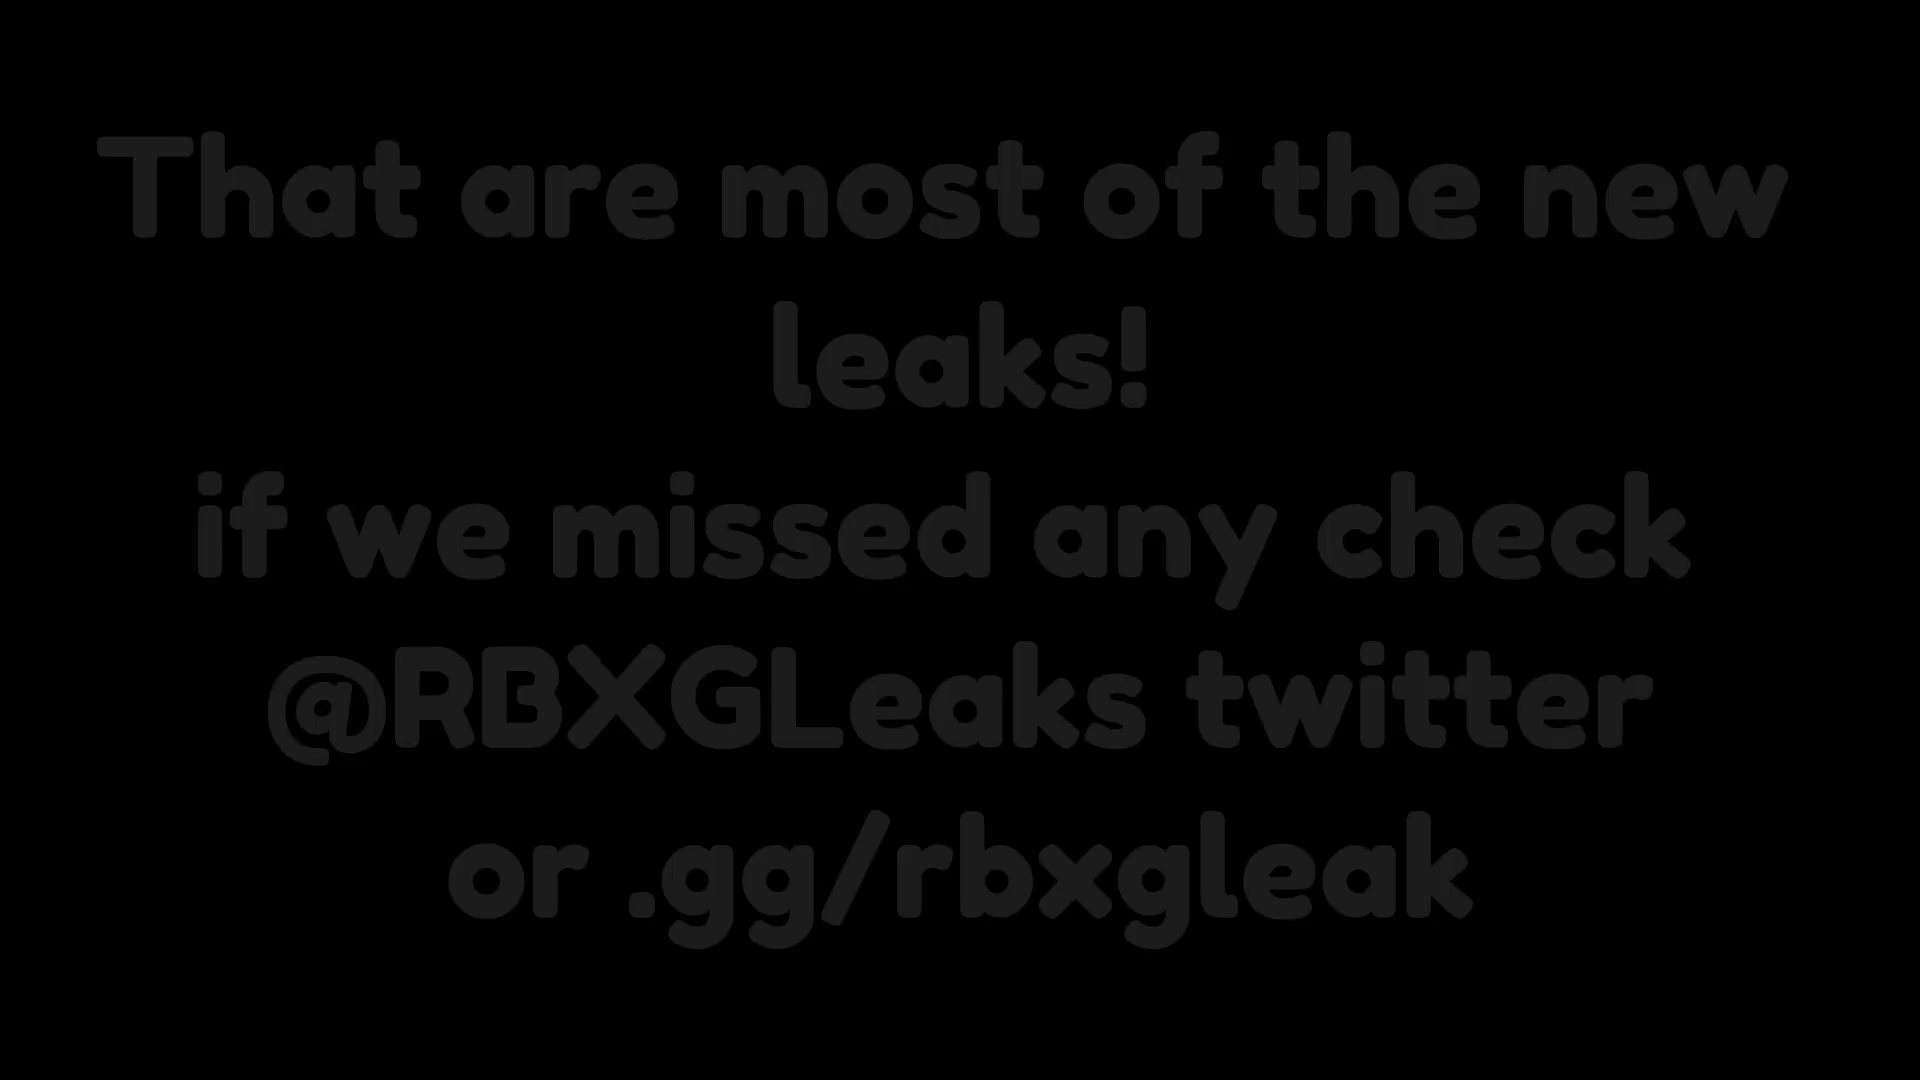 That are most of the new
leaks!
if we missed any check
@RBXGLeaks twitter
or .gg/rbxgleak